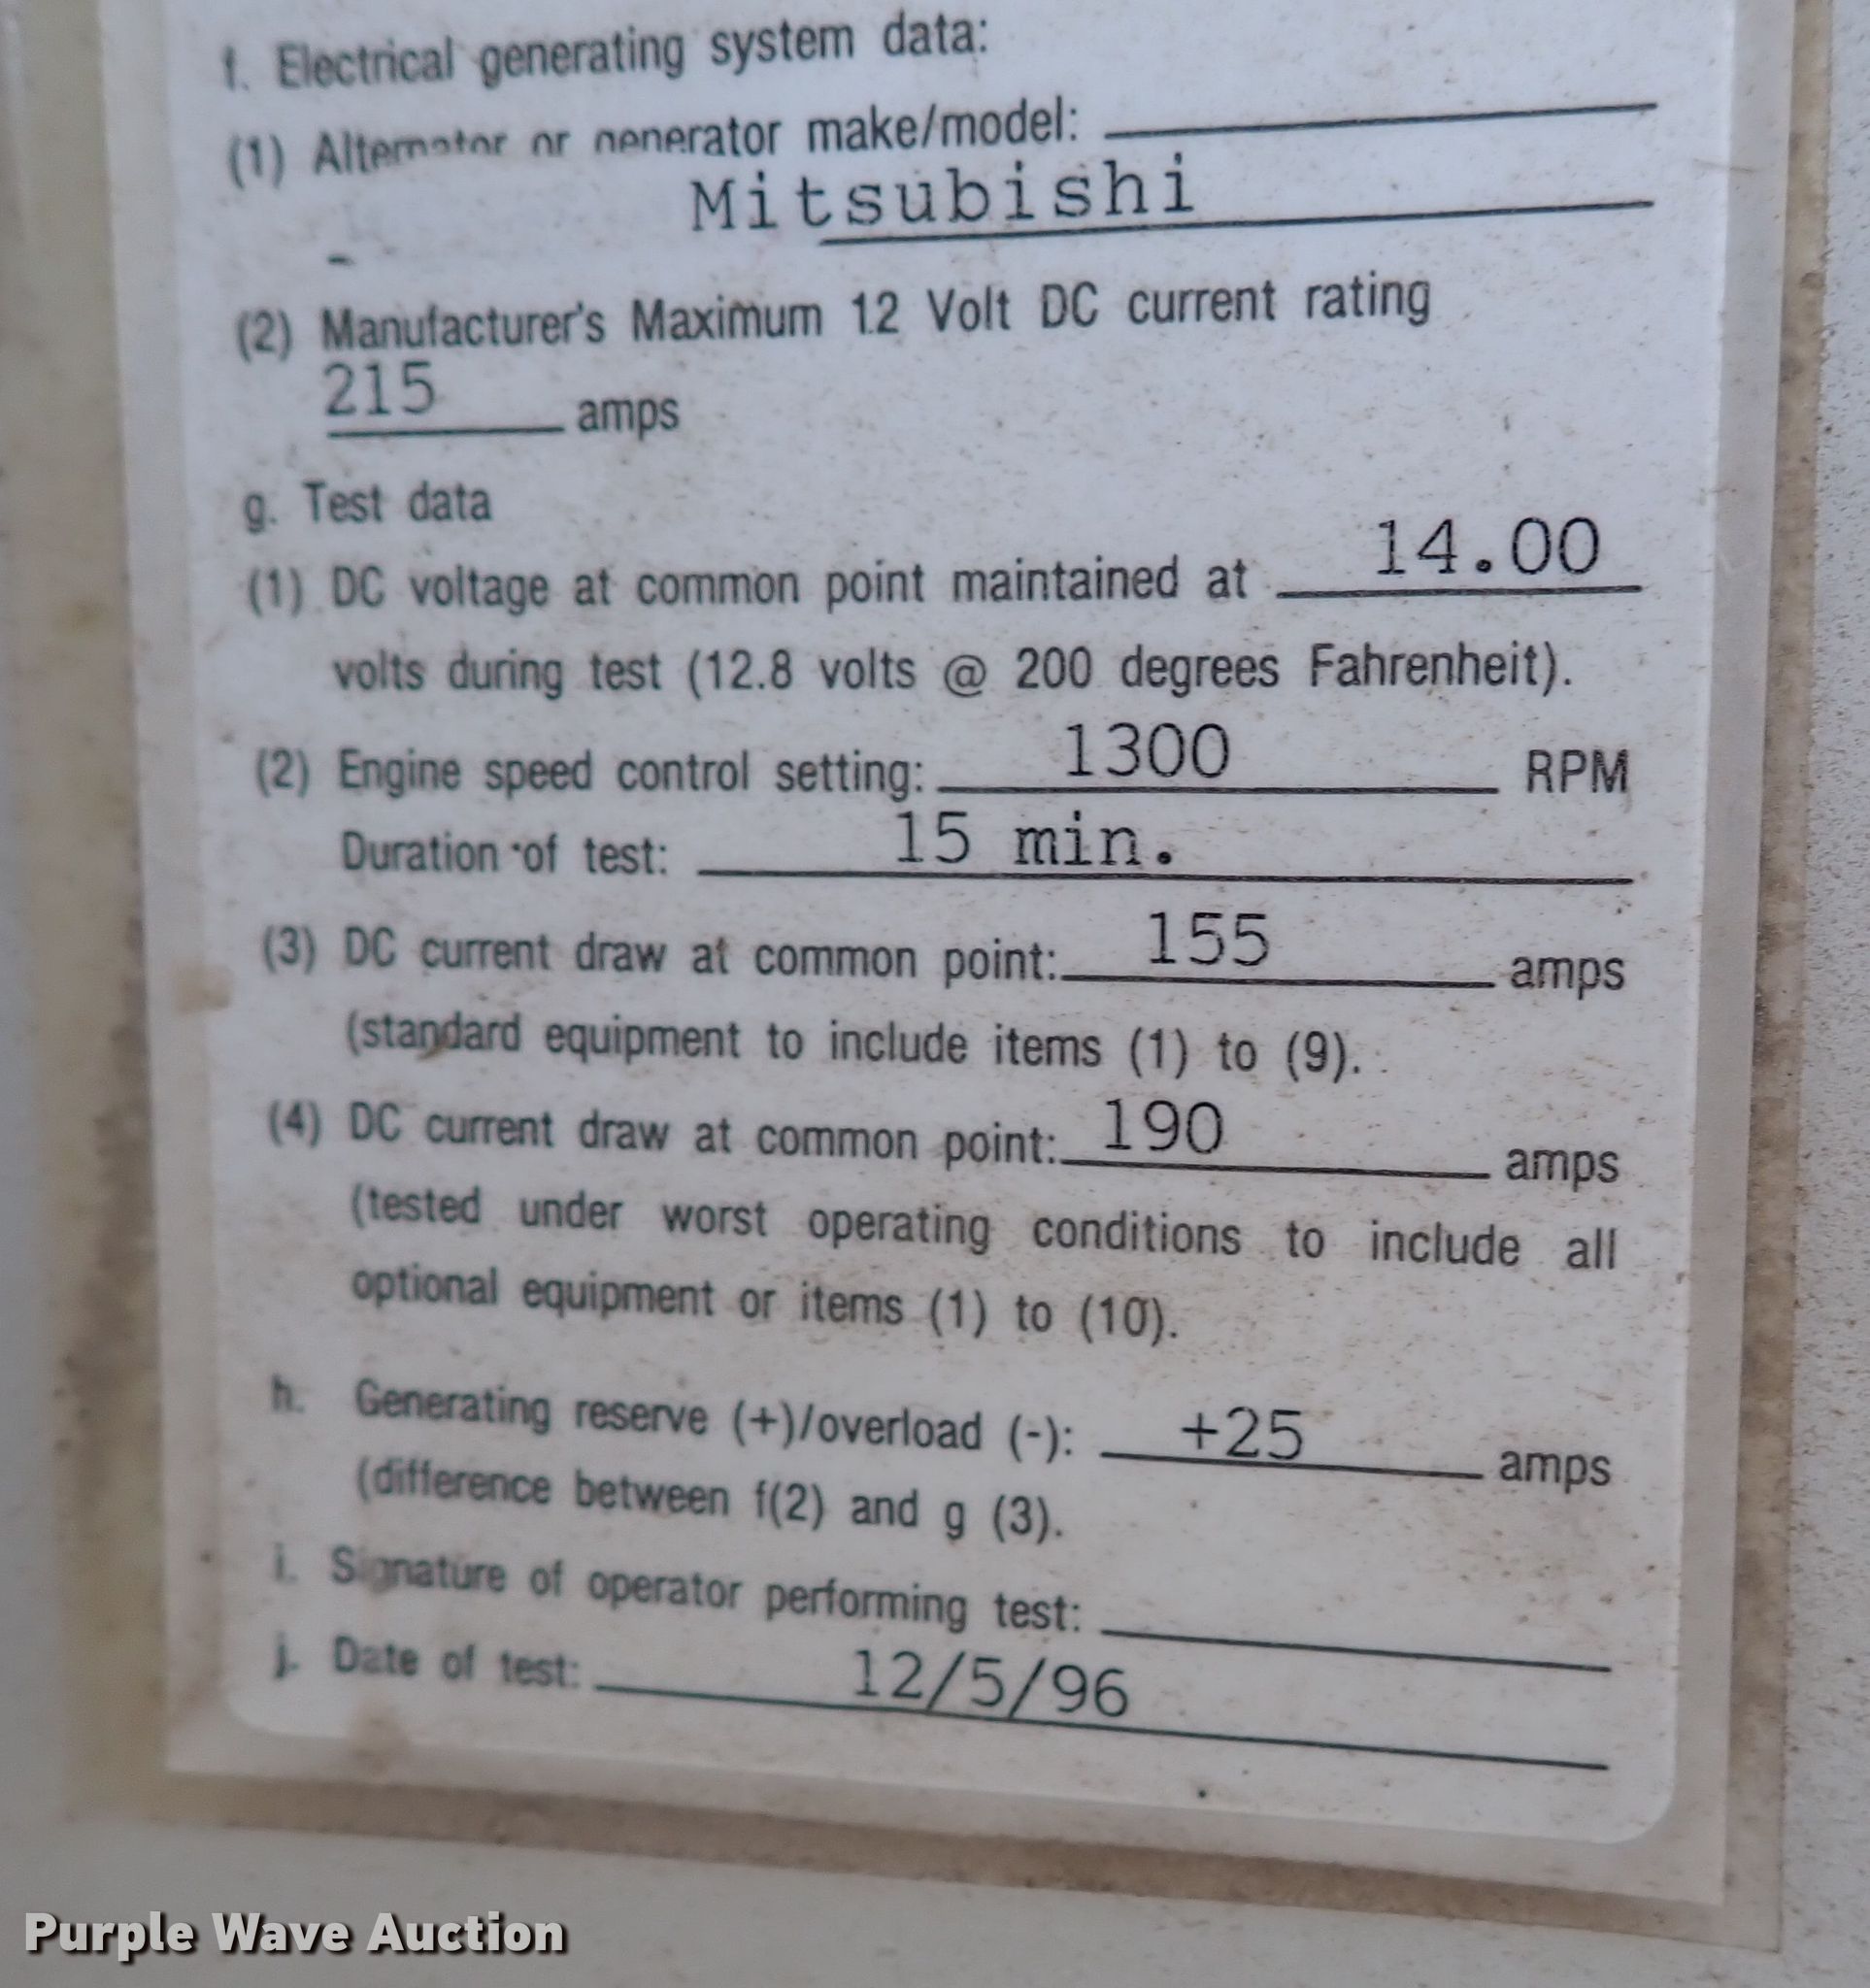 f. Electrical generating system data:
(1) Alternator or generator make/model:
Mitsubishi
(2) Manufacturer's Maximum 12 Volt DC current rating
215 amps
g. Test data
(1) DC voltage at common point maintained at 14.00
volts during test (12.8 volts @ 200 degrees Fahrenheit).
(2) Engine speed control setting: 1300 RPM
Duration of test: 15 min.
(3) DC current draw at common point: 155 amps
(standard equipment to include items (1) to (9).
(4) DC current draw at common point: 190 amps
(tested under worst operating conditions to include all
optional equipment or items (1) to (10).
h. Generating reserve (+)/overload (-): +25 amps
(difference between f(2) and g (3).
i. Signature of operator performing test:
j. Date of test: 12/5/96
Purple Wave Auction